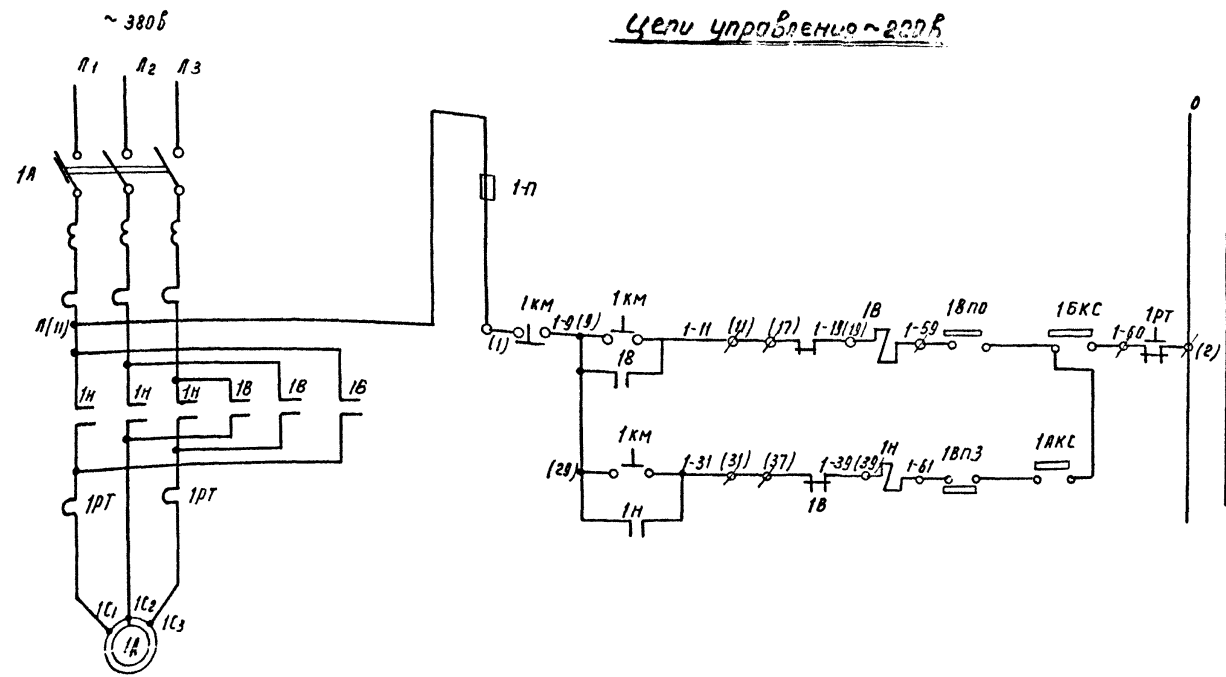 ~ 380 в
Цепи управления ~ 220 в
Л1 Л2 Л3
0
1А
1-П
Л(11)
1КМ
1-9(9)
1КМ
1-11
(11)
(17)
1-19(19)
1В
1-59
1ВПО
1БКС
1-60
1РТ
(1)
(2)
1В
1Н 1Н 1Н 1В 1В 1В
1КМ
(29)
1-31
(31)
(37)
1-39(39)
1Н
1-61
1ВПЗ
1АКС
1В
1Н
1РТ
1РТ
1С1
1С2
1С3
1Д